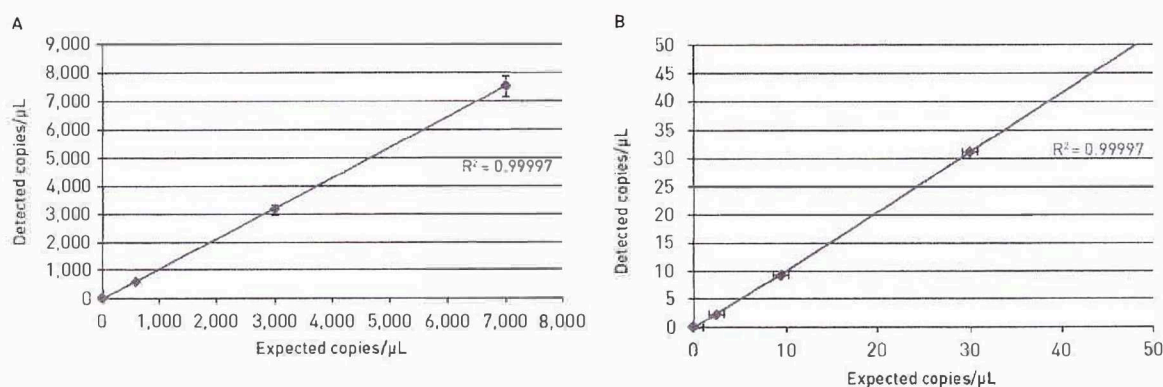 A
9,000
8,000
7,000
6,000
5,000
4,000
3,000
2,000
1,000
0
Detected copies/µL
R² = 0.99997
0 1,000 2,000 3,000 4,000 5,000 6,000 7,000 8,000
Expected copies/µL
B
50
45
40
35
31
25
20
15
10
5
0
Detected copies/µL
R² = 0.99997
0 10 20 30 40 50
Expected copies/µL